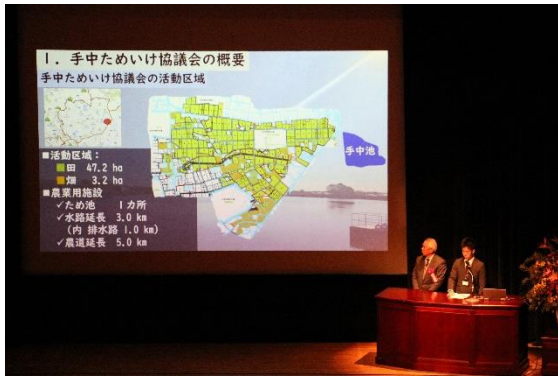 1. 手中ためいけ協議会の概要
手中ためいけ協議会の活動区域
手中池
■活動区域:
田 47.2 ha
畑 3.2 ha
■農業用施設
✓ため池 1カ所
✓水路延長 3.0 km
(内 排水路 1.0 km)
✓農道延長 5.0 km